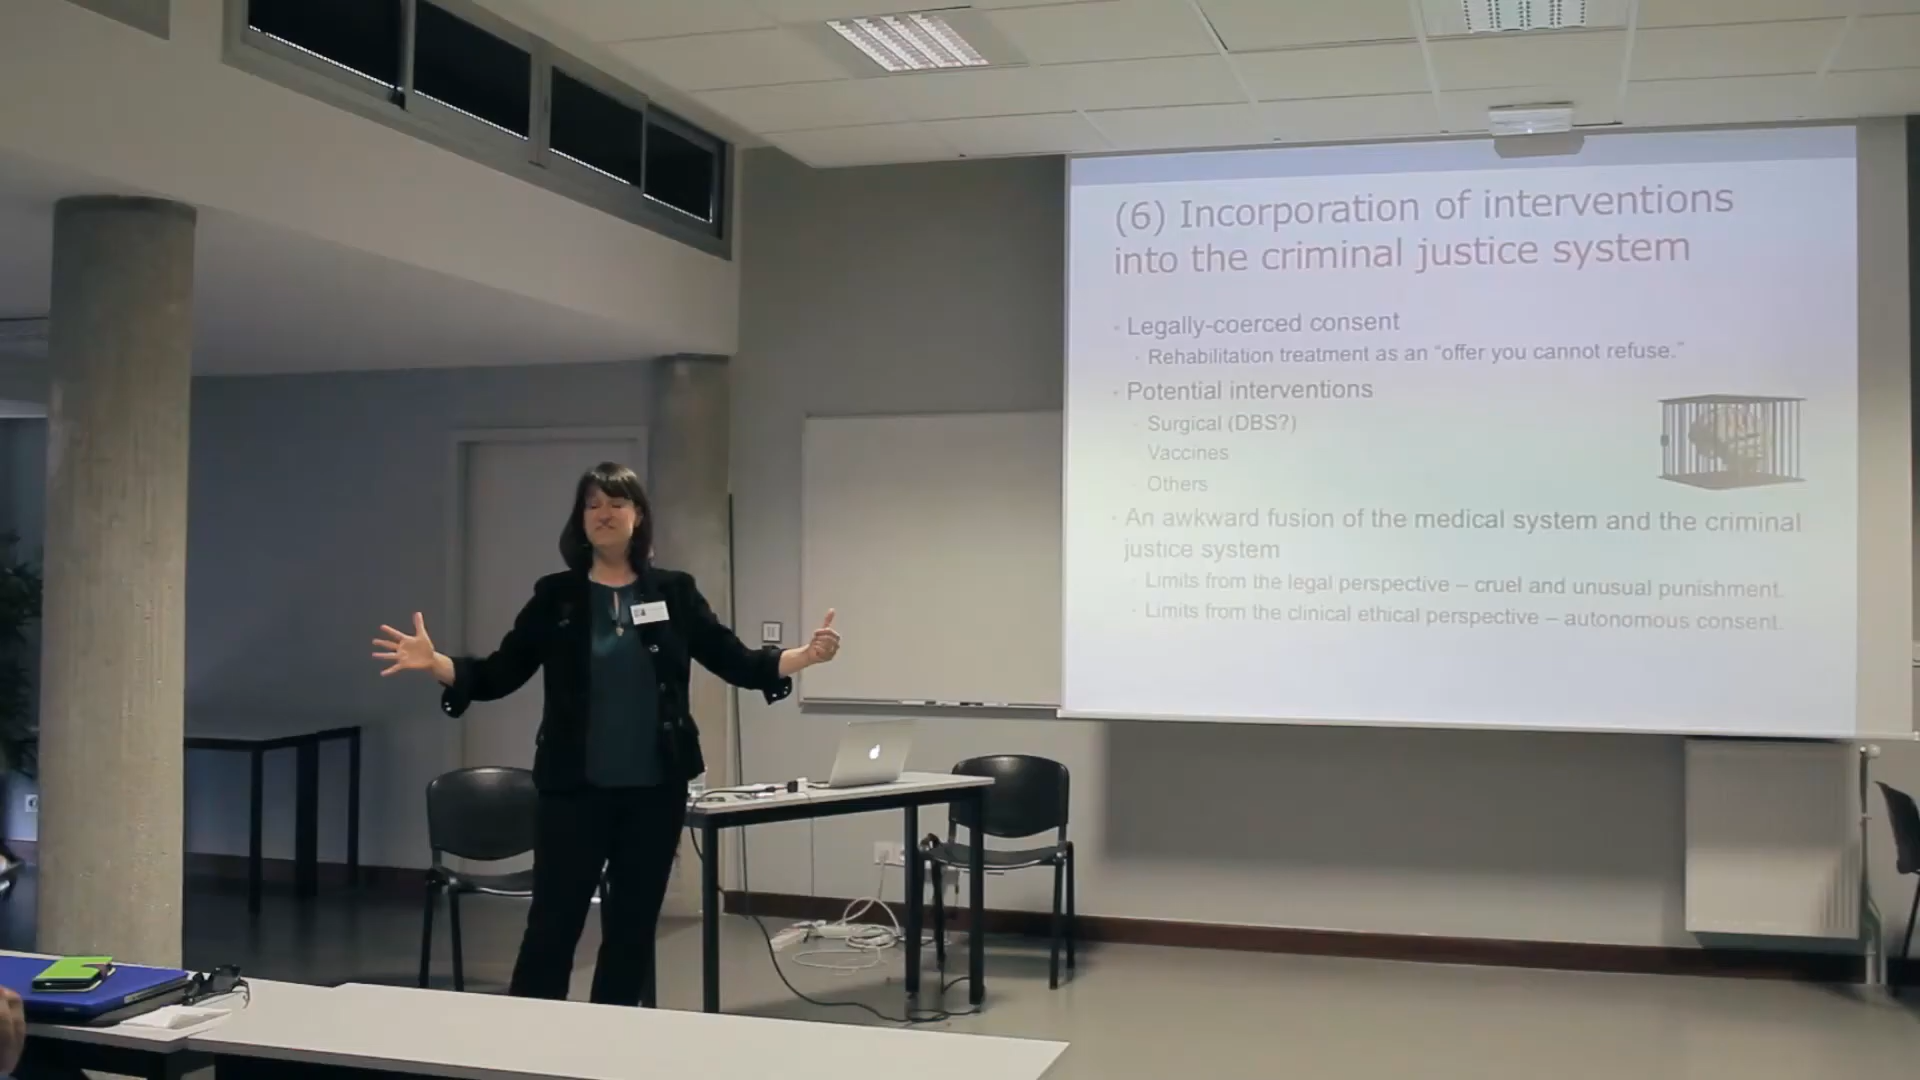 (6) Incorporation of interventions
into the criminal justice system
Legally-coerced consent
Rehabilitation treatment as an “offer you cannot refuse.”
Potential interventions
Surgical (DBS?)
Vaccines
Others
An awkward fusion of the medical system and the criminal
justice system
Limits from the legal perspective – cruel and unusual punishment.
Limits from the clinical ethical perspective – autonomous consent.